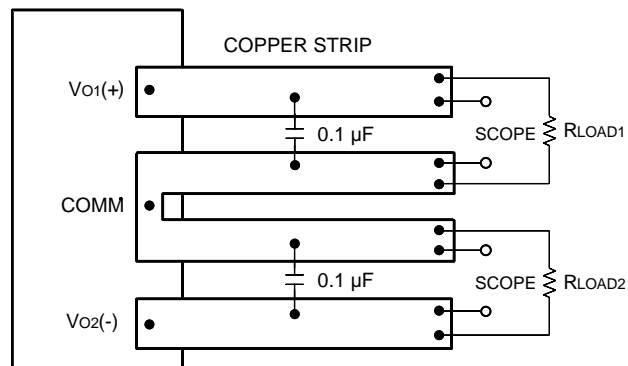 COPPER STRIP
VO1(+)
0.1 µF
SCOPE
RLOAD1
COMM
0.1 µF
SCOPE
RLOAD2
VO2(-)